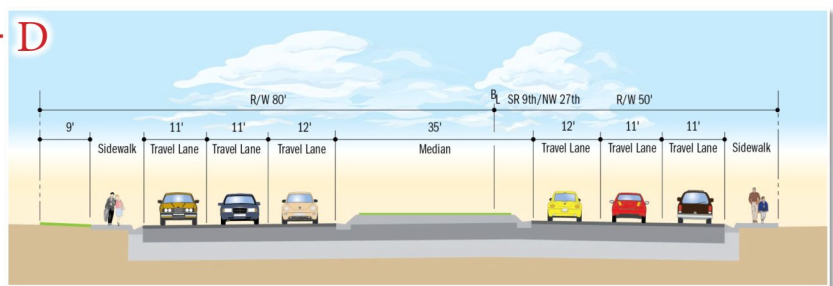 D
R/W 80' BL SR 9th/NW 27th R/W 50'
9' 11' 11' 12' 35' 12' 11' 11'
Sidewalk Travel Lane Travel Lane Travel Lane Median Travel Lane Travel Lane Travel Lane Sidewalk